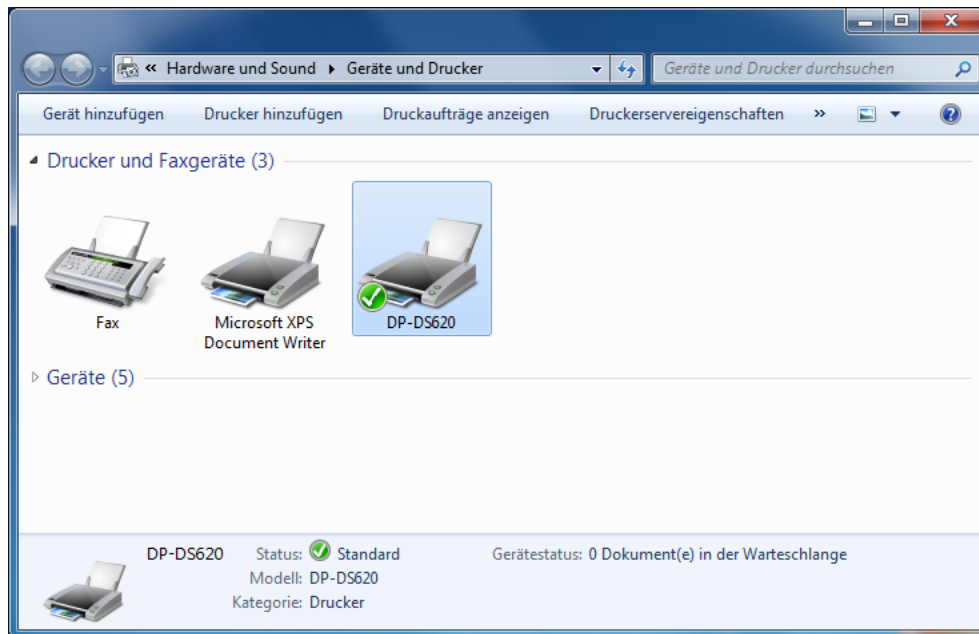 « Hardware und Sound ▸ Geräte und Drucker
Geräte und Drucker durchsuchen
Gerät hinzufügen Drucker hinzufügen Druckaufträge anzeigen Druckerservereigenschaften »
Drucker und Faxgeräte (3)
Fax
Microsoft XPS
Document Writer
DP-DS620
Geräte (5)
DP-DS620 Status: Standard Gerätestatus: 0 Dokument(e) in der Warteschlange
Modell: DP-DS620
Kategorie: Drucker